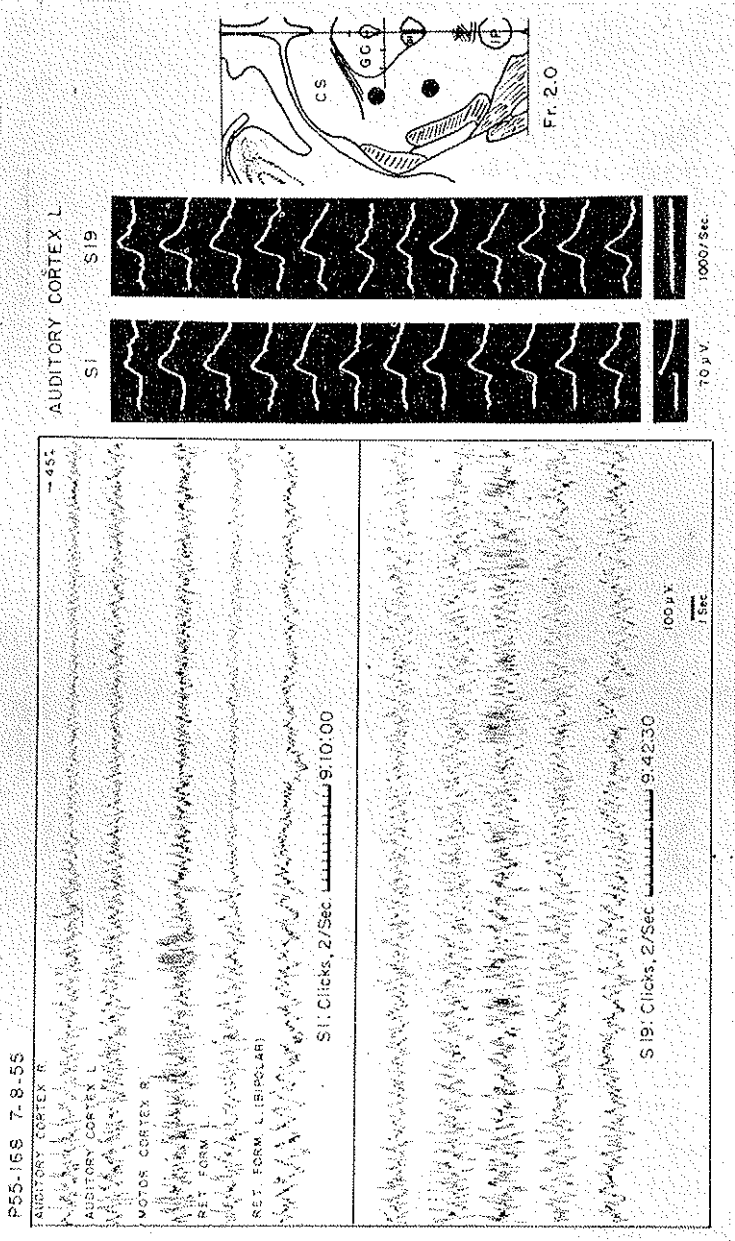 P55-168 7-8-55
AUDITORY CORTEX R.
AUDITORY CORTEX L.
MOTOR CORTEX R.
RET. FORM L.
RET. FORM. L. (BIPOLAR)
S1: Clicks, 2/Sec 9:10:00
S19: Clicks, 2/Sec 9:42:30
100 µV.
1 Sec.
AUDITORY CORTEX L.
S1 S19
70 µV. 1000/Sec.
CS
GC
IP
Fr. 2.0